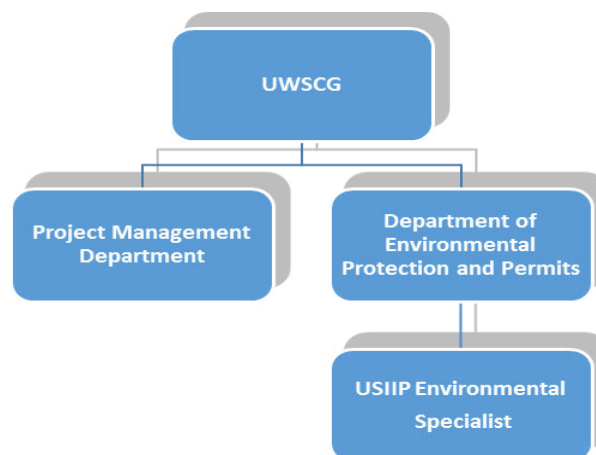 UWSCG
Project Management
Department
Department of
Environmental
Protection and Permits
USIIP Environmental
Specialist